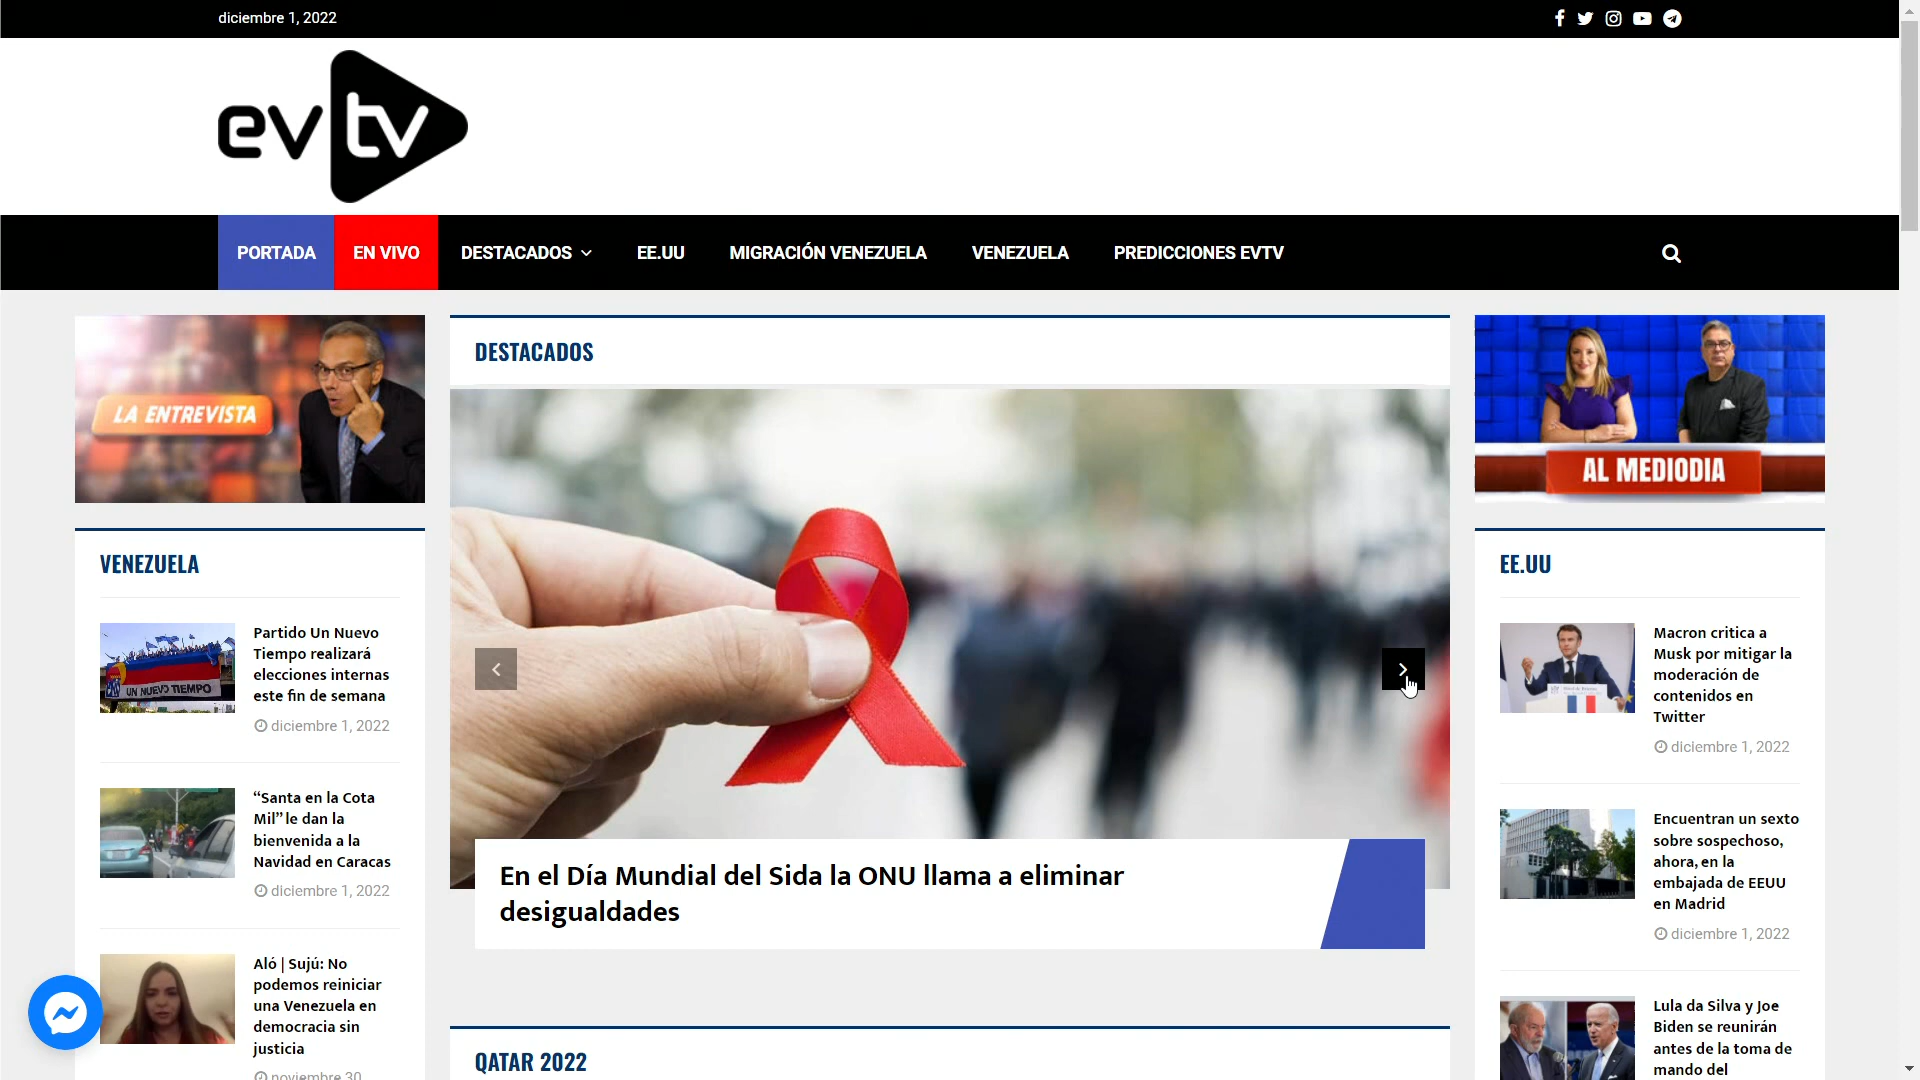 diciembre 1, 2022
evtv
PORTADA
EN VIVO
DESTACADOS
EE.UU
MIGRACIÓN VENEZUELA
VENEZUELA
PREDICCIONES EVTV
LA ENTREVISTA
VENEZUELA
UN NUEVO TIEMPO
Partido Un Nuevo
Tiempo realizará
elecciones internas
este fin de semana
diciembre 1, 2022
“Santa en la Cota
Mil” le dan la
bienvenida a la
Navidad en Caracas
diciembre 1, 2022
Aló | Sujú: No
podemos reiniciar
una Venezuela en
democracia sin
justicia
noviembre 30
DESTACADOS
En el Día Mundial del Sida la ONU llama a eliminar
desigualdades
QATAR 2022
AL MEDIODIA
EE.UU
Macron critica a
Musk por mitigar la
moderación de
contenidos en
Twitter
diciembre 1, 2022
Encuentran un sexto
sobre sospechoso,
ahora, en la
embajada de EEUU
en Madrid
diciembre 1, 2022
Lula da Silva y Joe
Biden se reunirán
antes de la toma de
mando del